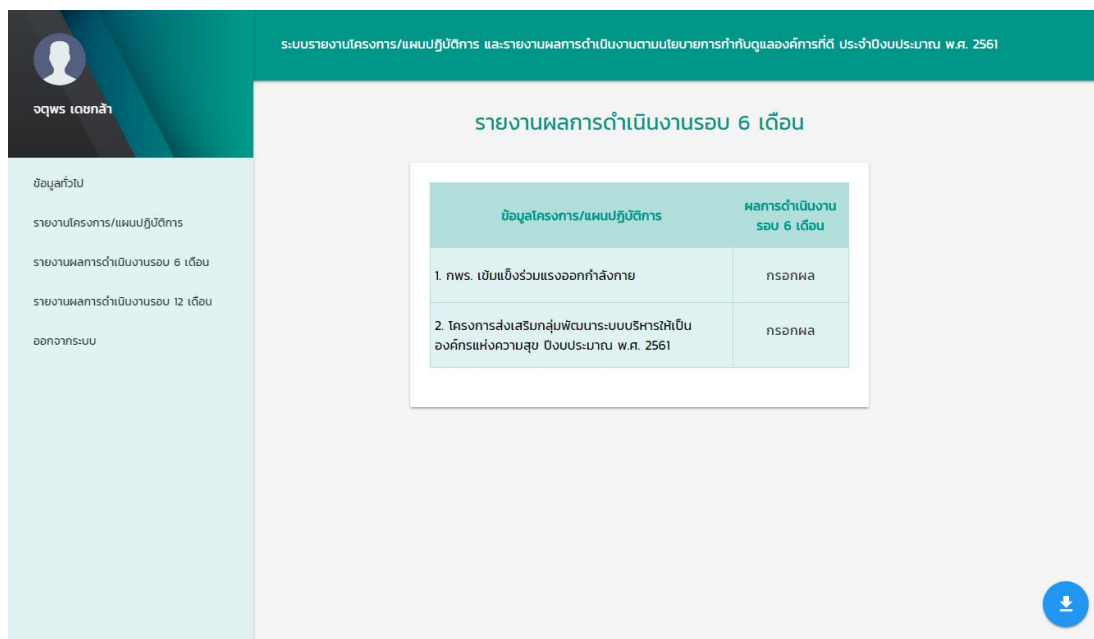 ระบบรายงานโครงการ/แผนปฏิบัติการ และรายงานผลการดำเนินงานตามนโยบายการกำกับดูแลองค์การที่ดี ประจำปีงบประมาณ พ.ศ. 2561
จตุพร เดชกล้า
ข้อมูลทั่วไป
รายงานโครงการ/แผนปฏิบัติการ
รายงานผลการดำเนินงานรอบ 6 เดือน
รายงานผลการดำเนินงานรอบ 12 เดือน
ออกจากระบบ
รายงานผลการดำเนินงานรอบ 6 เดือน
ข้อมูลโครงการ/แผนปฏิบัติการ
ผลการดำเนินงาน
รอบ 6 เดือน
1. กพร. เข้มแข็งร่วมแรงออกกำลังกาย
กรอกผล
2. โครงการส่งเสริมกลุ่มพัฒนาระบบบริหารให้เป็น
องค์กรแห่งความสุข ปีงบประมาณ พ.ศ. 2561
กรอกผล